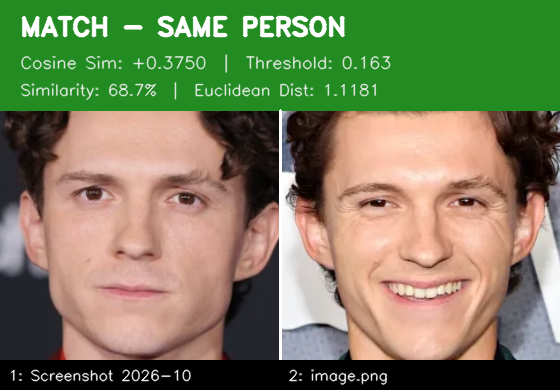 MATCH — SAME PERSON
Cosine Sim: +0.3750 | Threshold: 0.163
Similarity: 68.7% | Euclidean Dist: 1.1181
1: Screenshot 2026-10
2: image.png